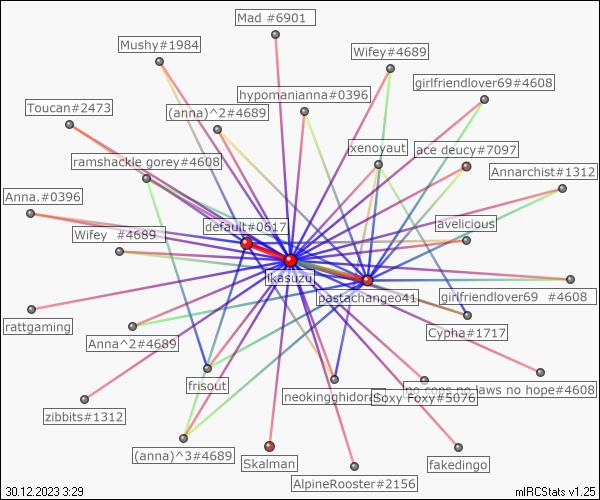 Mad #6901
Mushy#1984
Wifey#4689
girlfriendlover69#4608
hypomanianna#0396
Toucan#2473
(anna)^2#4689
xenoyaut
ace deucy#7097
ramshackle gorey#4608
Annarchist#1312
Anna.#0396
default#0617
avelicious
Wifey #4689
ikasuzu
pastachangeo41
girlfriendlover69 #4608
rattgaming
Cypha#1717
Anna^2#4689
frisout
neokingghidora
no cops no laws no hope#4608
Soxy Foxy#5076
zibbits#1312
(anna)^3#4689
Skalman
fakedingo
AlpineRooster#2156
30.12.2023 3:29
mIRCStats v1.25